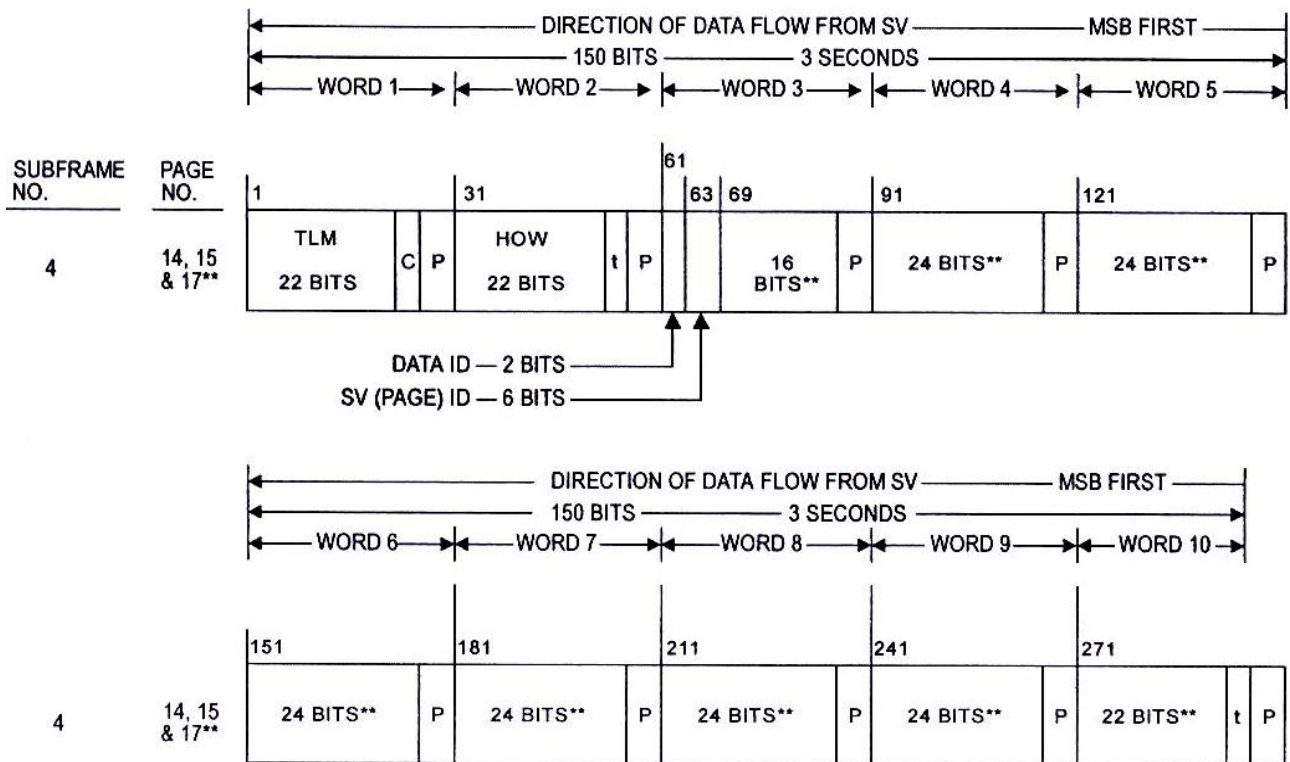 DIRECTION OF DATA FLOW FROM SV MSB FIRST
150 BITS 3 SECONDS
WORD 1 WORD 2 WORD 3 WORD 4 WORD 5
SUBFRAME NO. PAGE NO.
1 31 61 63 69 91 121
4
14, 15
& 17**
TLM
22 BITS
C
P
HOW
22 BITS
t
P
16
BITS**
P
24 BITS**
P
24 BITS**
P
DATA ID — 2 BITS
SV (PAGE) ID — 6 BITS
DIRECTION OF DATA FLOW FROM SV MSB FIRST
150 BITS 3 SECONDS
WORD 6 WORD 7 WORD 8 WORD 9 WORD 10
151 181 211 241 271
4
14, 15
& 17**
24 BITS**
P
24 BITS**
P
24 BITS**
P
24 BITS**
P
22 BITS**
t
P